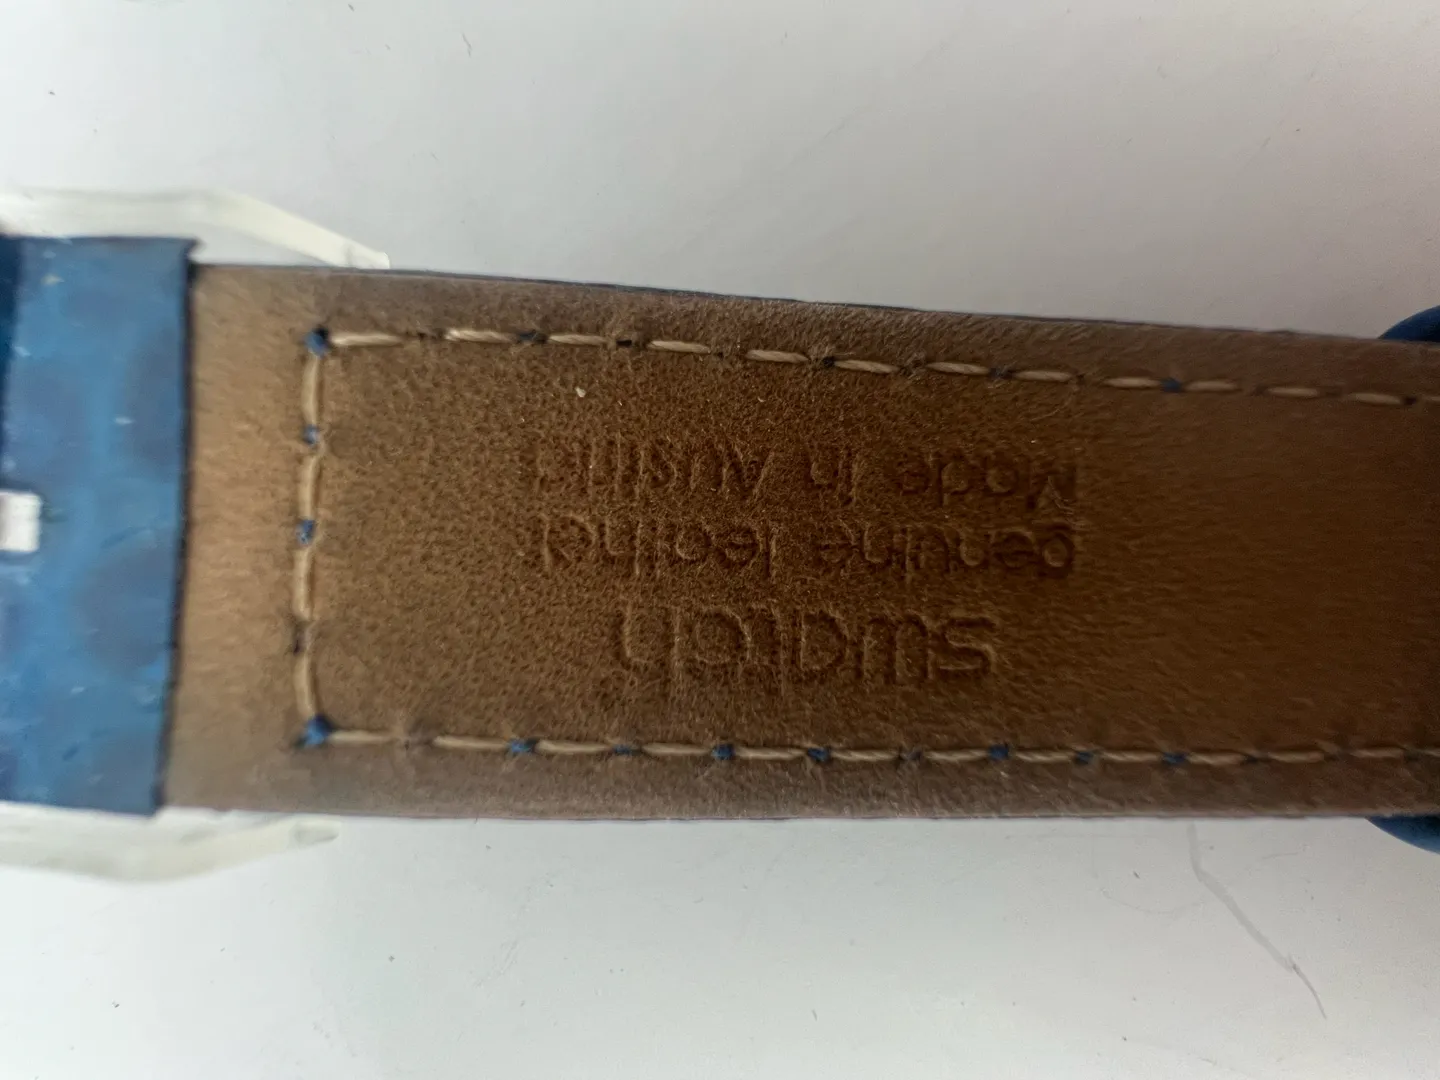 swatch
genuine leather
Made in Austria